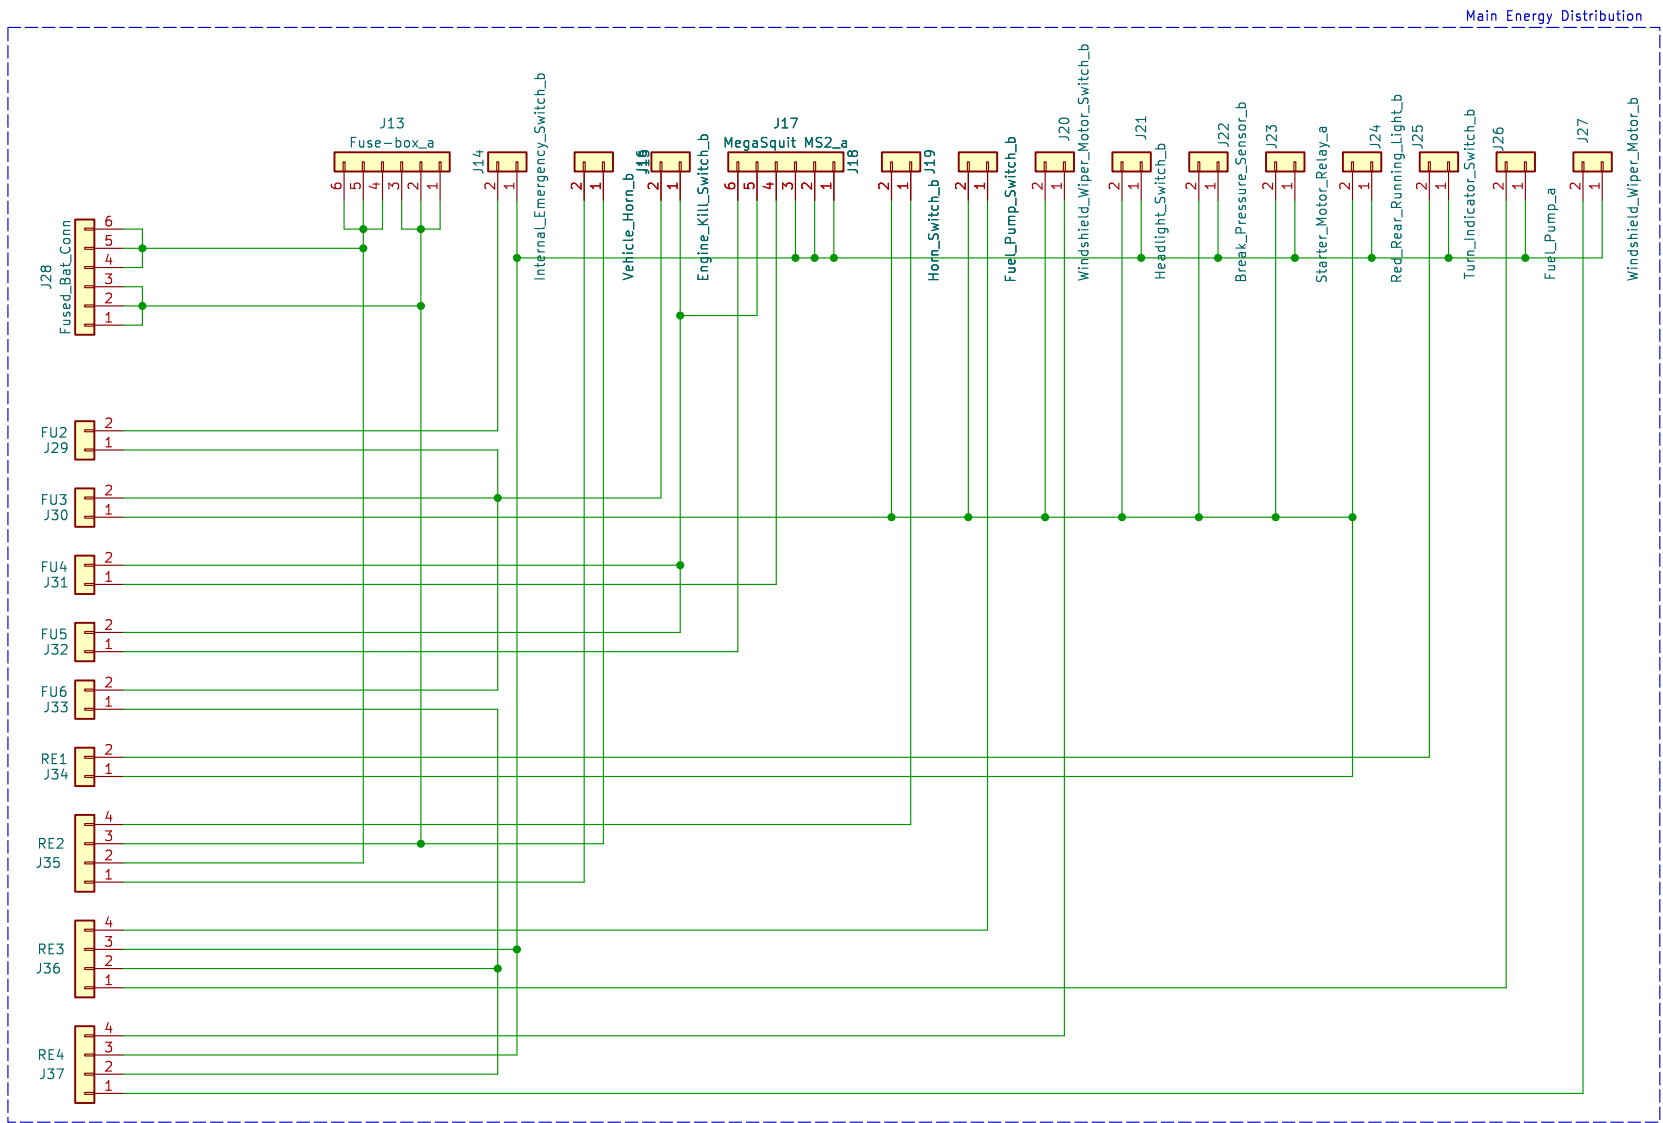 Main Energy Distribution
J13
Fuse-box_a
6 5 4 3 2 1
J14
2 1
Internal_Emergency_Switch_b
2 1
Vehicle_Horn_b
J16
2 1
Engine_Kill_Switch_b
J17
MegaSquit MS2_a
6 5 4 3 2 1
J18
2 1
Horn_Switch_b
J19
2 1
Fuel_Pump_Switch_b
J20
2 1
Windshield_Wiper_Motor_Switch_b
J21
2 1
Headlight_Switch_b
J22
2 1
Break_Pressure_Sensor_b
J23
2 1
Starter_Motor_Relay_a
J24
2 1
Red_Rear_Running_Light_b
J25
2 1
Turn_Indicator_Switch_b
J26
2 1
Fuel_Pump_a
J27
2 1
Windshield_Wiper_Motor_b
J28
Fused_Bat_Conn
6
5
4
3
2
1
FU2
J29
2
1
FU3
J30
2
1
FU4
J31
2
1
FU5
J32
2
1
FU6
J33
2
1
RE1
J34
2
1
RE2
J35
4
3
2
1
RE3
J36
4
3
2
1
RE4
J37
4
3
2
1